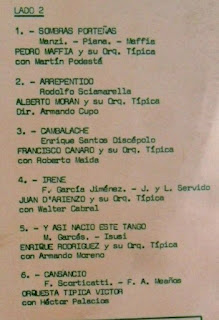 LADO 2
1. - SOMBRAS PORTEÑAS
Manzi. - Piana. - Maffia
PEDRO MAFFIA y su Orq. Típica
con Martín Podestá
2. - ARREPENTIDO
Rodolfo Sciamarella
ALBERTO MORAN y su Orq. Típica
Dir. Armando Cupo
3. - CAMBALACHE
Enrique Santos Discépolo
FRANCISCO CANARO y su Orq. Típica
con Roberto Maida
4. - IRENE
F. García Jiménez. - J. y L. Servido
JUAN D'ARIENZO y su Orq. Típica
con Walter Cabral
5. - Y ASI NACIO ESTE TANGO
M. Garcés. - Isusi
ENRIQUE RODRIGUEZ y su Orq. Típica
con Armando Moreno
6. - CANSANCIO
F. Scorticatti. - F. A. Meaños
ORQUESTA TIPICA VICTOR
con Héctor Palacios